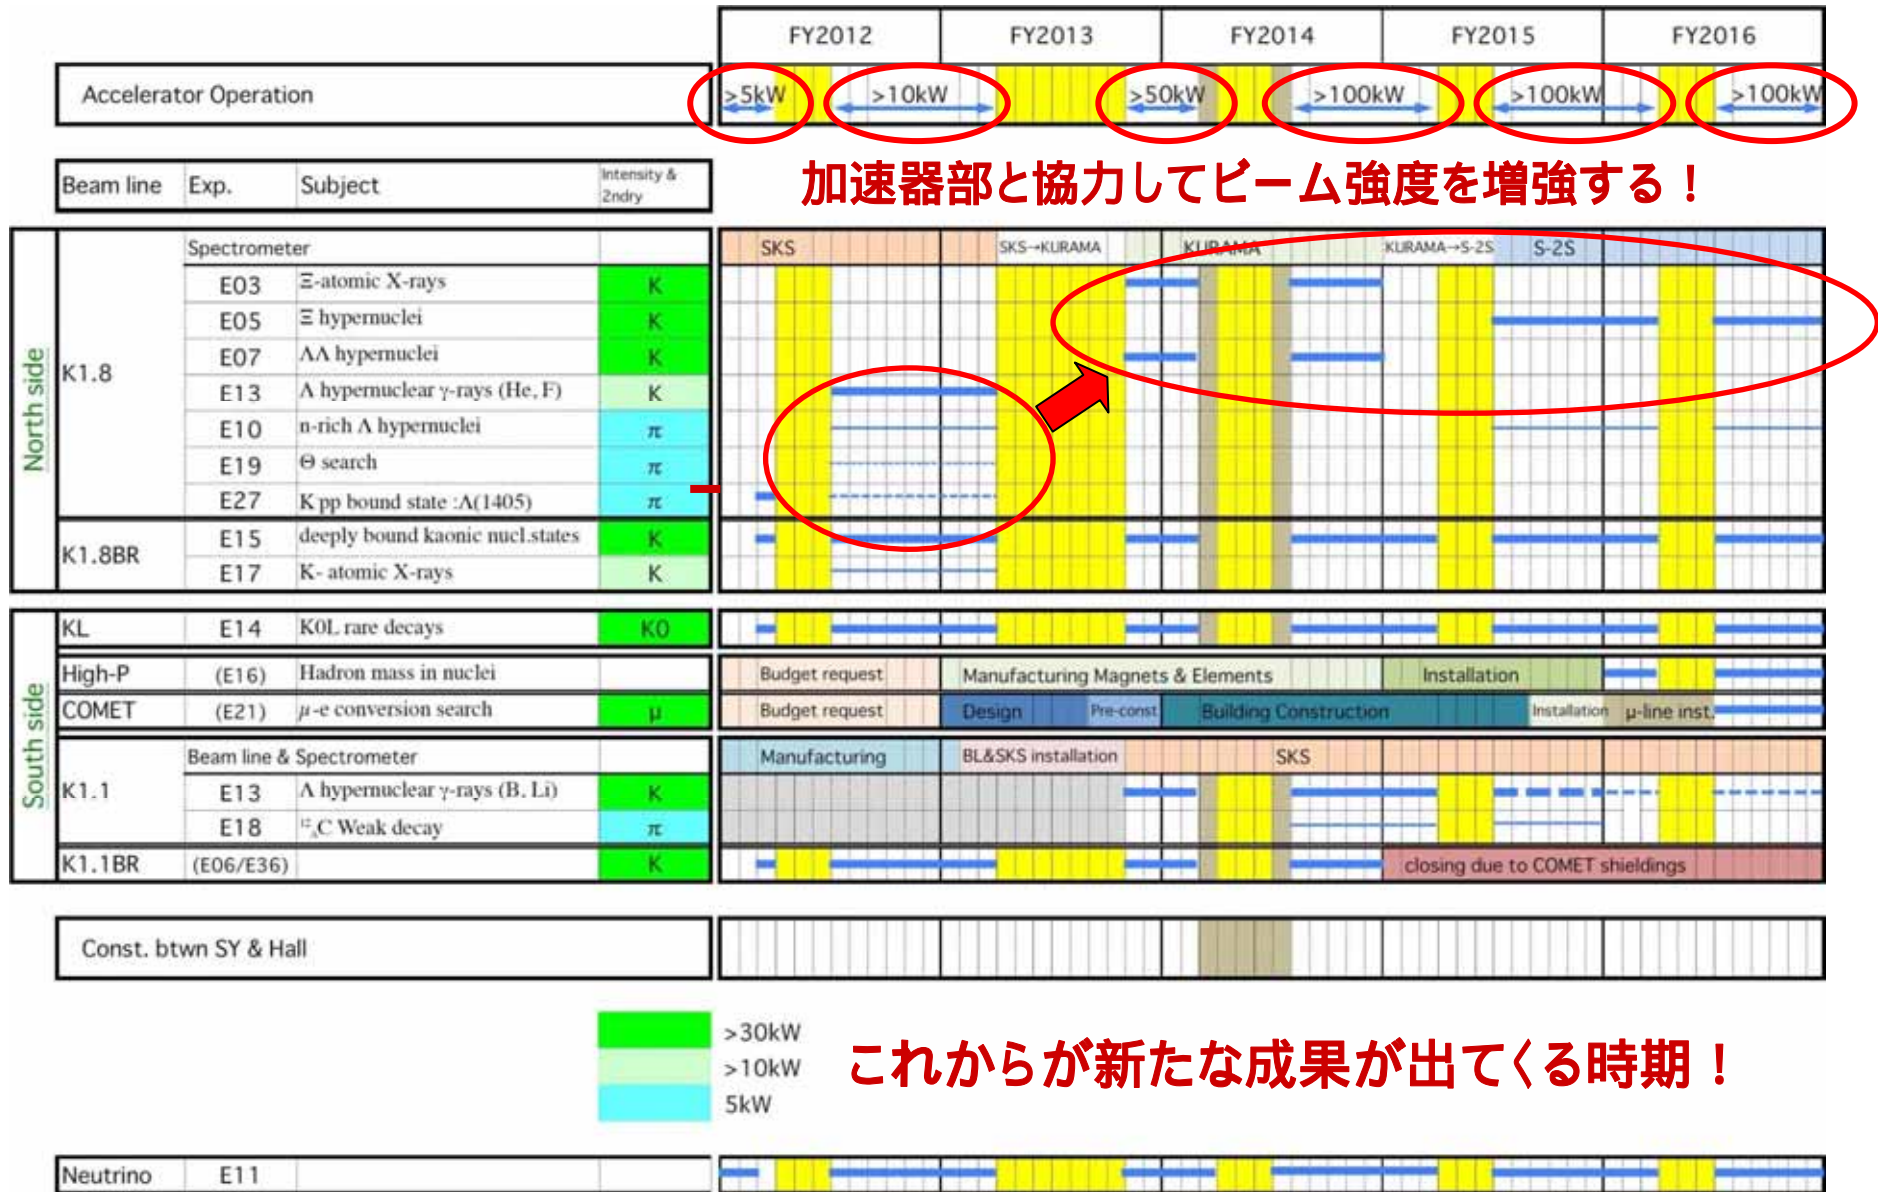 FY2012 FY2013 FY2014 FY2015 FY2016
Accelerator Operation >5kW >10kW >50kW >100kW >100kW >100kW
加速器部と協力してビーム強度を増強する！
Beam line Exp. Subject Intensity & 2ndry
North side
Spectrometer SKS SKS→KURAMA KURAMA KURAMA→S-2S S-2S
K1.8
E03 Ξ-atomic X-rays K
E05 Ξ hypernuclei K
E07 ΛΛ hypernuclei K
E13 Λ hypernuclear γ-rays (He, F) K
E10 n-rich Λ hypernuclei π
E19 Θ search π
E27 K pp bound state :Λ(1405) π
K1.8BR
E15 deeply bound kaonic nucl.states K
E17 K- atomic X-rays K
South side
KL E14 K0L rare decays K0
High-P (E16) Hadron mass in nuclei Budget request Manufacturing Magnets & Elements Installation
COMET (E21) μ-e conversion search μ Budget request Design Pre-const Building Construction Installation μ-line inst.
Beam line & Spectrometer Manufacturing BL&SKS installation SKS
K1.1
E13 Λ hypernuclear γ-rays (B, Li) K
E18 ¹²ΛC Weak decay π
K1.1BR (E06/E36) K closing due to COMET shieldings
Const. btwn SY & Hall
>30kW
>10kW
5kW
これからが新たな成果が出てくる時期！
Neutrino E11